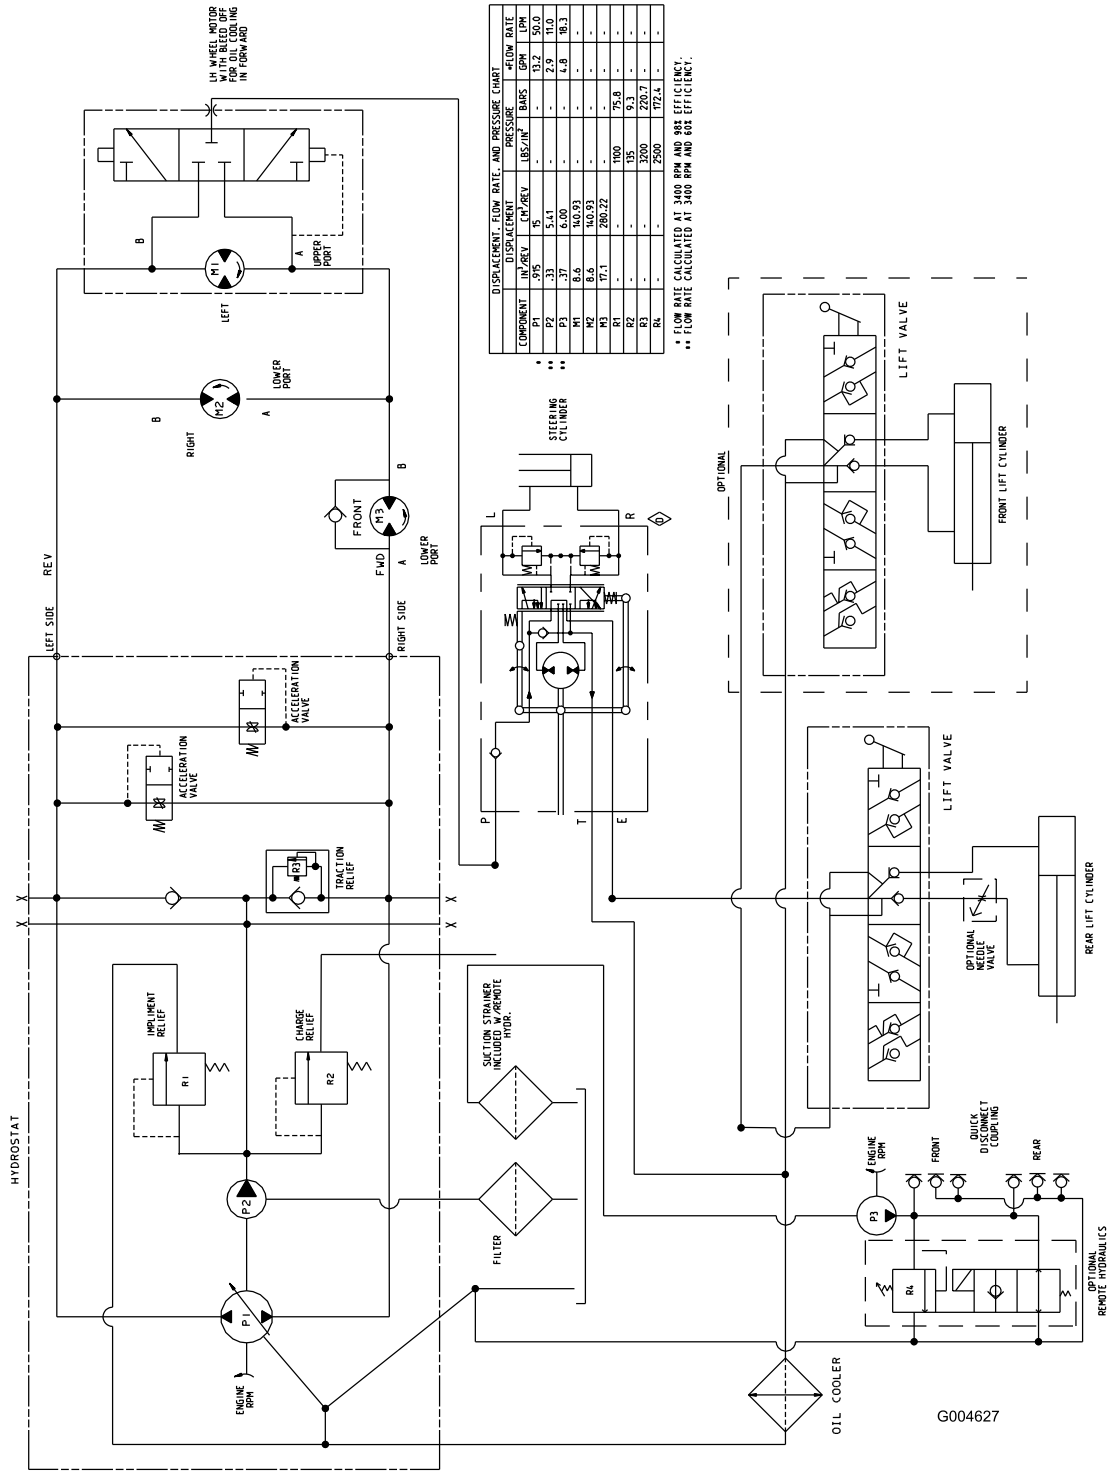 LH WHEEL MOTOR
WITH BLEED OFF
FOR OIL COOLING
IN FORWARD
B
A
UPPER
PORT
M1
LEFT
M2
LOWER
PORT
B
A
RIGHT
M3
FRONT
B
A
LOWER
PORT
REV
FWD
LEFT SIDE
RIGHT SIDE
ACCELERATION
VALVE
ACCELERATION
VALVE
X
X
X
X
R3
TRACTION
RELIEF
HYDROSTAT
IMPLIMENT
RELIEF
R1
CHARGE
RELIEF
R2
P2
P1
ENGINE
RPM
SUCTION STRAINER
INCLUDED W/REMOTE
HYDR.
FILTER
DISPLACEMENT, FLOW RATE, AND PRESSURE CHART
DISPLACEMENT PRESSURE *FLOW RATE
COMPONENT IN³/REV CM³/REV LBS/IN² BARS GPM LPM
* P1 .915 15 - - 13.2 50.0
** P2 .33 5.41 - - 2.9 11.0
** P3 .37 6.00 - - 4.8 18.3
M1 8.6 140.93 - - - -
M2 8.6 140.93 - - - -
M3 17.1 280.22 - - - -
R1 - - 1100 75.8 - -
R2 - - 135 9.3 - -
R3 - - 3200 220.7 - -
R4 - - 2500 172.4 - -
* FLOW RATE CALCULATED AT 3400 RPM AND 98% EFFICIENCY.
** FLOW RATE CALCULATED AT 3400 RPM AND 60% EFFICIENCY.
STEERING
CYLINDER
L
R
D
P
T
E
OPTIONAL
LIFT VALVE
FRONT LIFT CYLINDER
LIFT VALVE
OPTIONAL
NEEDLE
VALVE
REAR LIFT CYLINDER
ENGINE
RPM
P3
FRONT
QUICK
DISCONNECT
COUPLING
REAR
R4
OPTIONAL
REMOTE HYDRAULICS
OIL COOLER
G004627